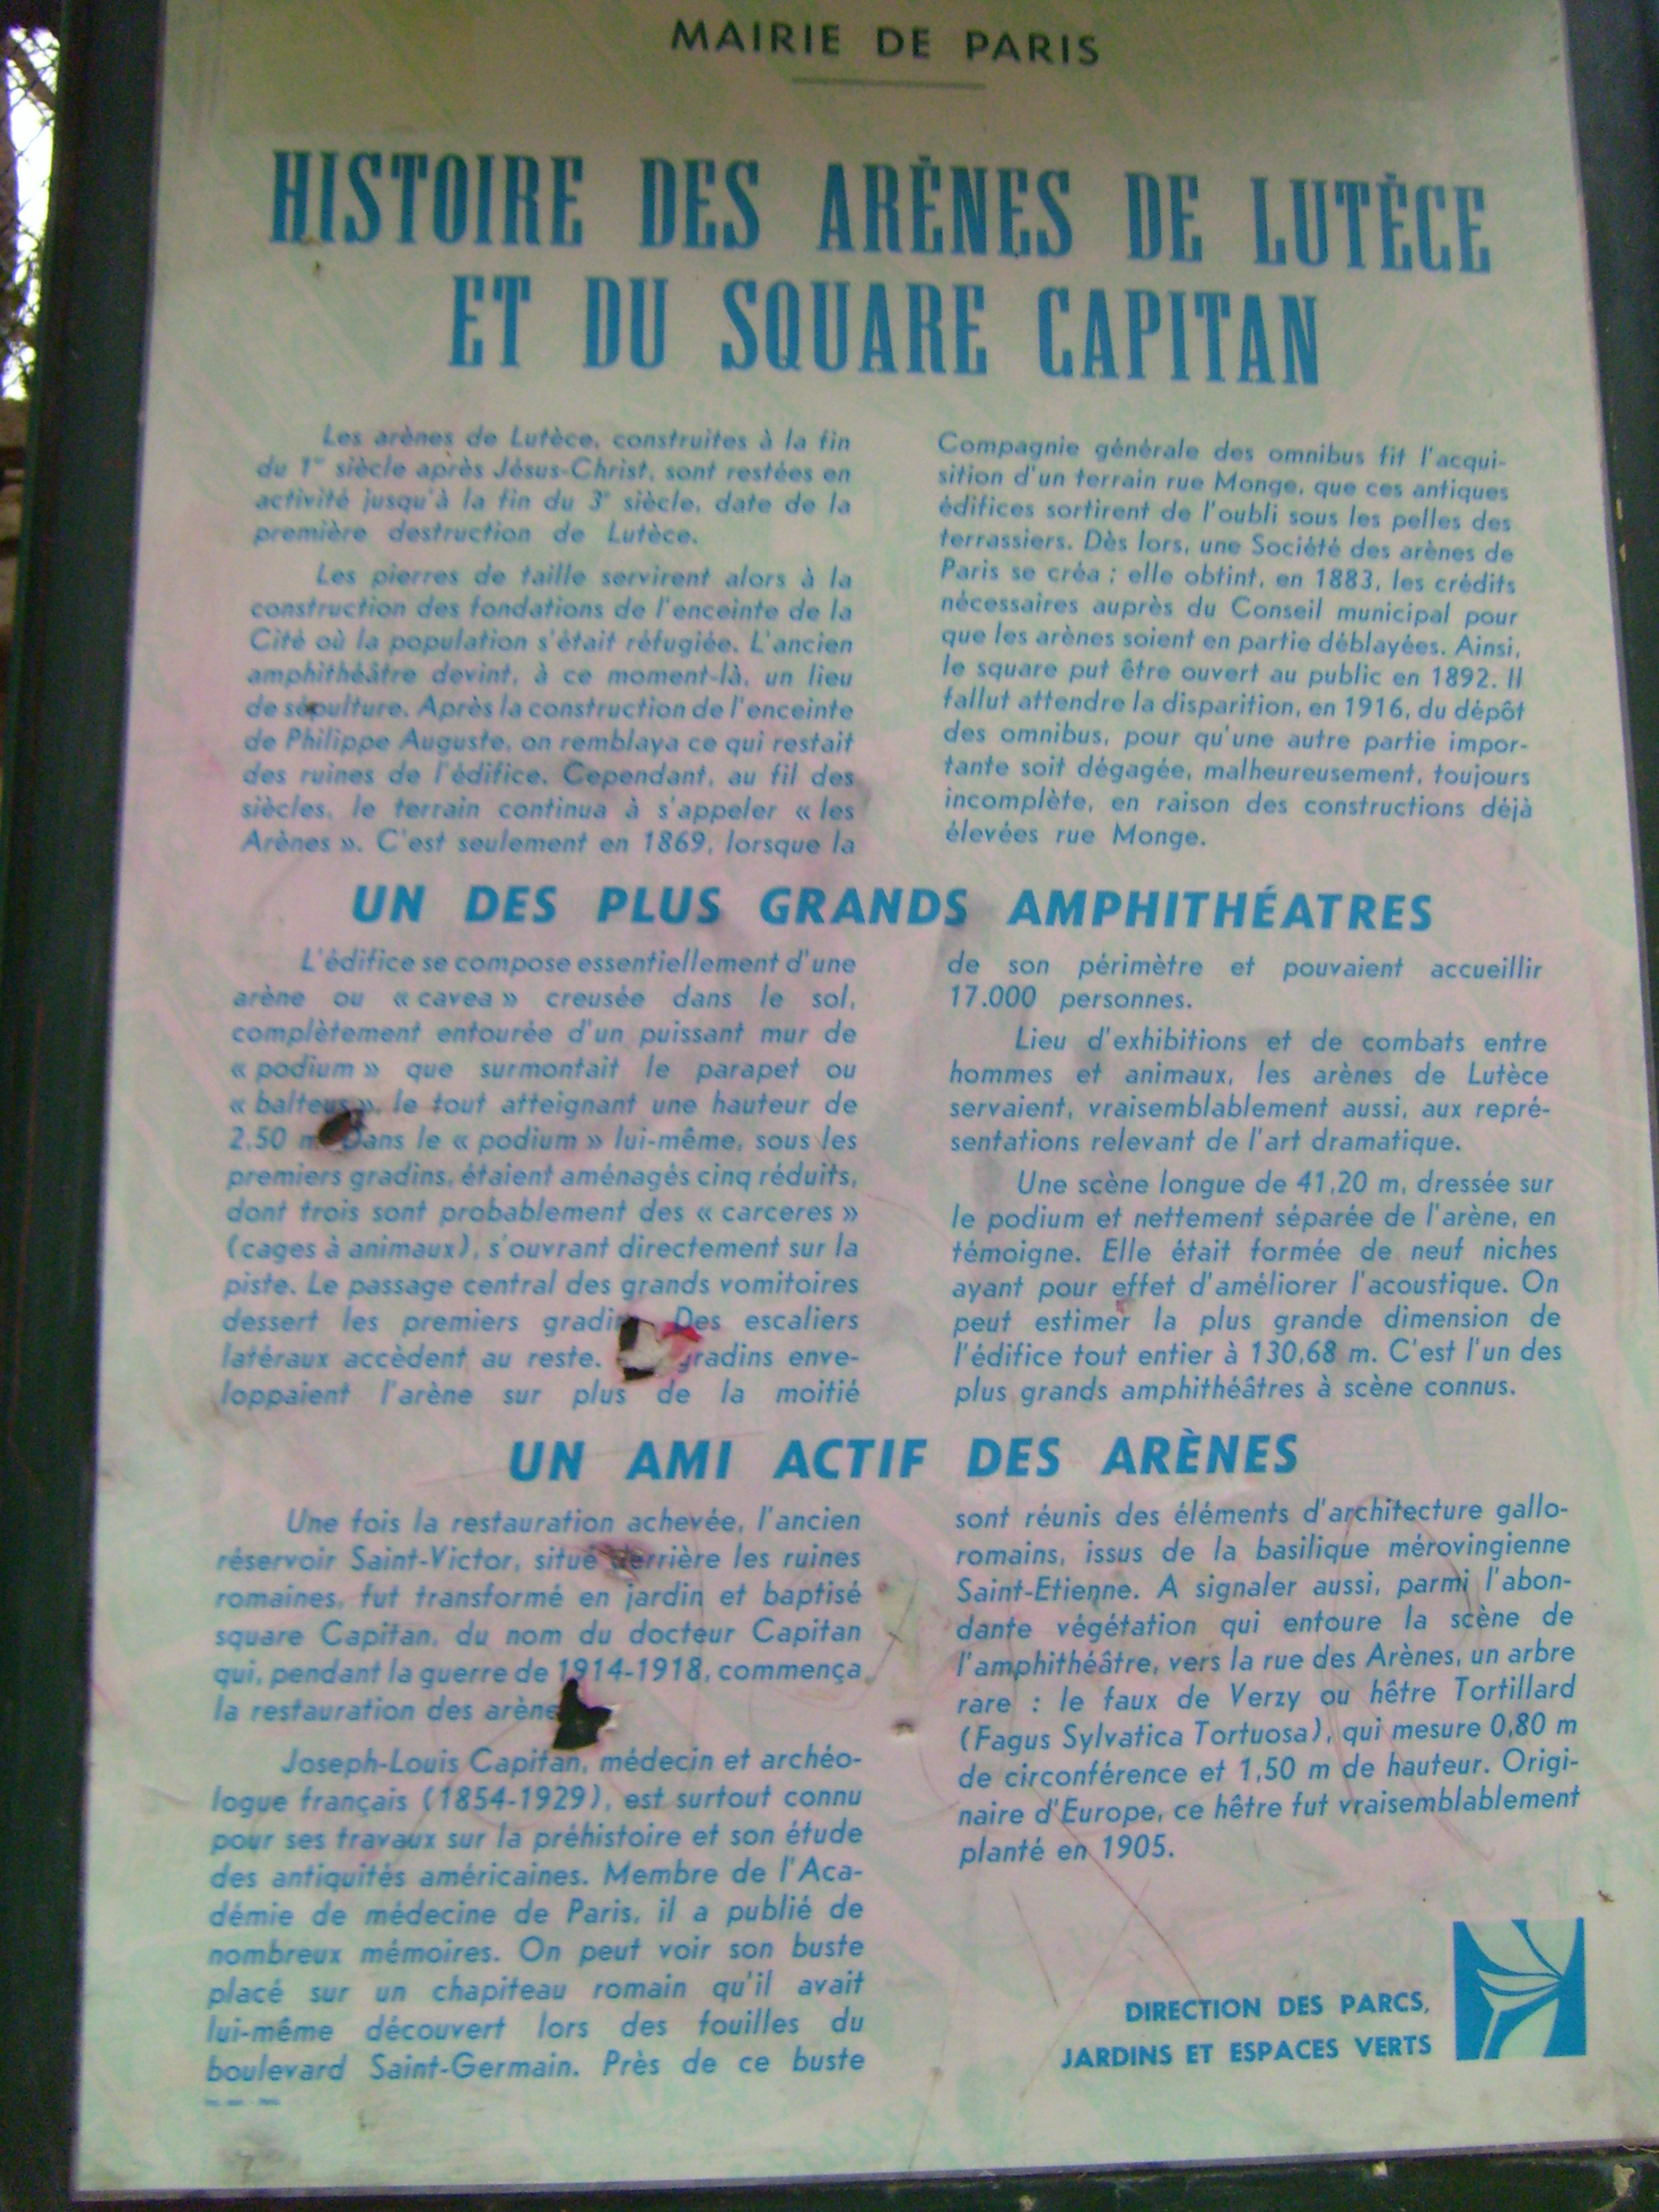 MAIRIE DE PARIS
HISTOIRE DES ARÈNES DE LUTÈCE
ET DU SQUARE CAPITAN
Les arènes de Lutèce, construites à la fin
du 1er siècle après Jésus-Christ, sont restées en
activité jusqu'à la fin du 3e siècle, date de la
première destruction de Lutèce.
Les pierres de taille servirent alors à la
construction des fondations de l'enceinte de la
Cité où la population s'était réfugiée. L'ancien
amphithéâtre devint, à ce moment-là, un lieu
de sépulture. Après la construction de l'enceinte
de Philippe Auguste, on remblaya ce qui restait
des ruines de l'édifice. Cependant, au fil des
siècles, le terrain continua à s'appeler « les
Arènes ». C'est seulement en 1869, lorsque la
Compagnie générale des omnibus fit l'acqui-
sition d'un terrain rue Monge, que ces antiques
édifices sortirent de l'oubli sous les pelles des
terrassiers. Dès lors, une Société des arènes de
Paris se créa : elle obtint, en 1883, les crédits
nécessaires auprès du Conseil municipal pour
que les arènes soient en partie déblayées. Ainsi,
le square put être ouvert au public en 1892. Il
fallut attendre la disparition, en 1916, du dépôt
des omnibus, pour qu'une autre partie impor-
tante soit dégagée, malheureusement, toujours
incomplète, en raison des constructions déjà
élevées rue Monge.
UN DES PLUS GRANDS AMPHITHÉATRES
L'édifice se compose essentiellement d'une
arène ou « cavea » creusée dans le sol,
complètement entourée d'un puissant mur de
« podium » que surmontait le parapet ou
« balteus », le tout atteignant une hauteur de
2.50 m. Dans le « podium » lui-même, sous les
premiers gradins, étaient aménagés cinq réduits,
dont trois sont probablement des « carceres »
(cages à animaux), s'ouvrant directement sur la
piste. Le passage central des grands vomitoires
dessert les premiers gradins Des escaliers
latéraux accèdent au reste. gradins enve-
loppaient l'arène sur plus de la moitié
de son périmètre et pouvaient accueillir
17.000 personnes.
Lieu d'exhibitions et de combats entre
hommes et animaux, les arènes de Lutèce
servaient, vraisemblablement aussi, aux repré-
sentations relevant de l'art dramatique.
Une scène longue de 41,20 m, dressée sur
le podium et nettement séparée de l'arène, en
témoigne. Elle était formée de neuf niches
ayant pour effet d'améliorer l'acoustique. On
peut estimer la plus grande dimension de
l'édifice tout entier à 130,68 m. C'est l'un des
plus grands amphithéâtres à scène connus.
UN AMI ACTIF DES ARÈNES
Une fois la restauration achevée, l'ancien
réservoir Saint-Victor, situé derrière les ruines
romaines, fut transformé en jardin et baptisé
square Capitan, du nom du docteur Capitan
qui, pendant la guerre de 1914-1918, commença
la restauration des arènes
Joseph-Louis Capitan, médecin et archéo-
logue français (1854-1929), est surtout connu
pour ses travaux sur la préhistoire et son étude
des antiquités américaines. Membre de l'Aca-
démie de médecine de Paris, il a publié de
nombreux mémoires. On peut voir son buste
placé sur un chapiteau romain qu'il avait
lui-même découvert lors des fouilles du
boulevard Saint-Germain. Près de ce buste
sont réunis des éléments d'architecture gallo-
romains, issus de la basilique mérovingienne
Saint-Etienne. A signaler aussi, parmi l'abon-
dante végétation qui entoure la scène de
l'amphithéâtre, vers la rue des Arènes, un arbre
rare : le faux de Verzy ou hêtre Tortillard
(Fagus Sylvatica Tortuosa), qui mesure 0,80 m
de circonférence et 1,50 m de hauteur. Origi-
naire d'Europe, ce hêtre fut vraisemblablement
planté en 1905.
DIRECTION DES PARCS,
JARDINS ET ESPACES VERTS